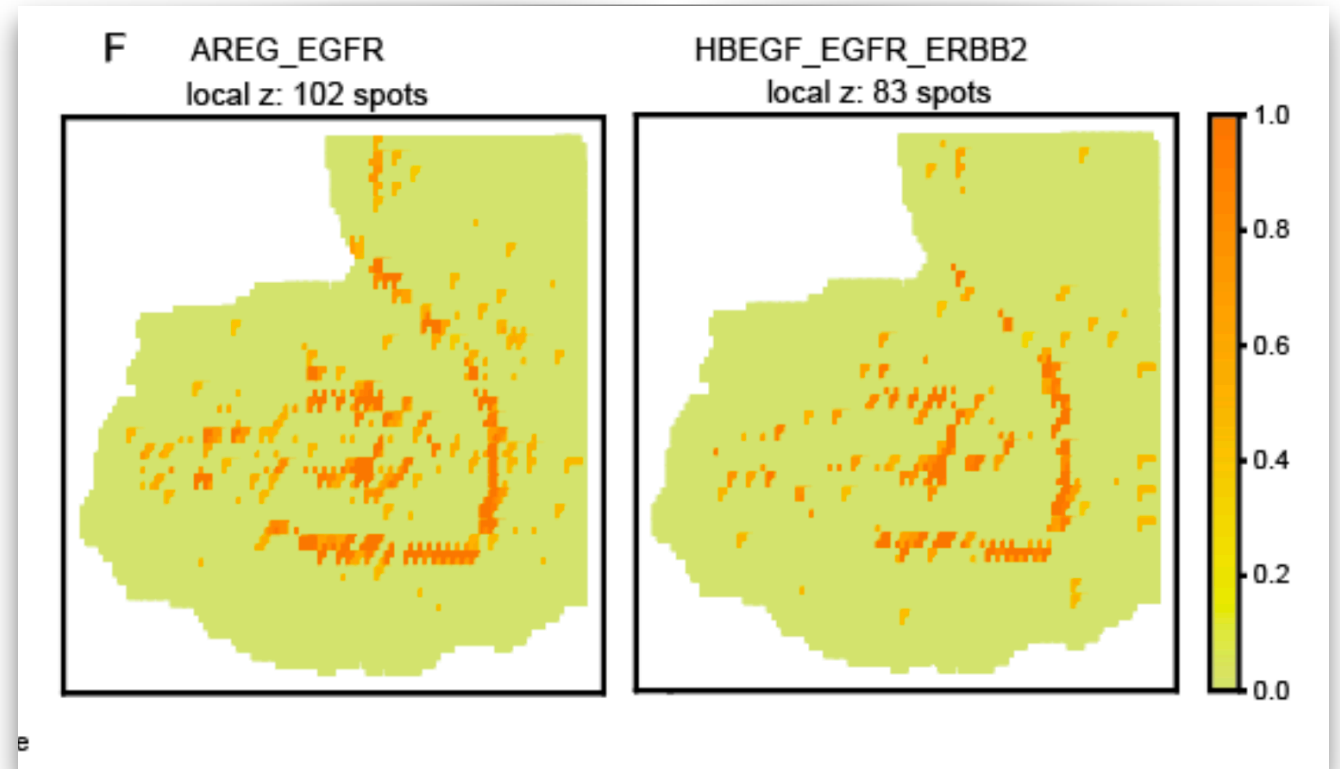 F AREG_EGFR HBEGF_EGFR_ERBB2
local z: 102 spots local z: 83 spots
1.0
0.8
0.6
0.4
0.2
0.0
e